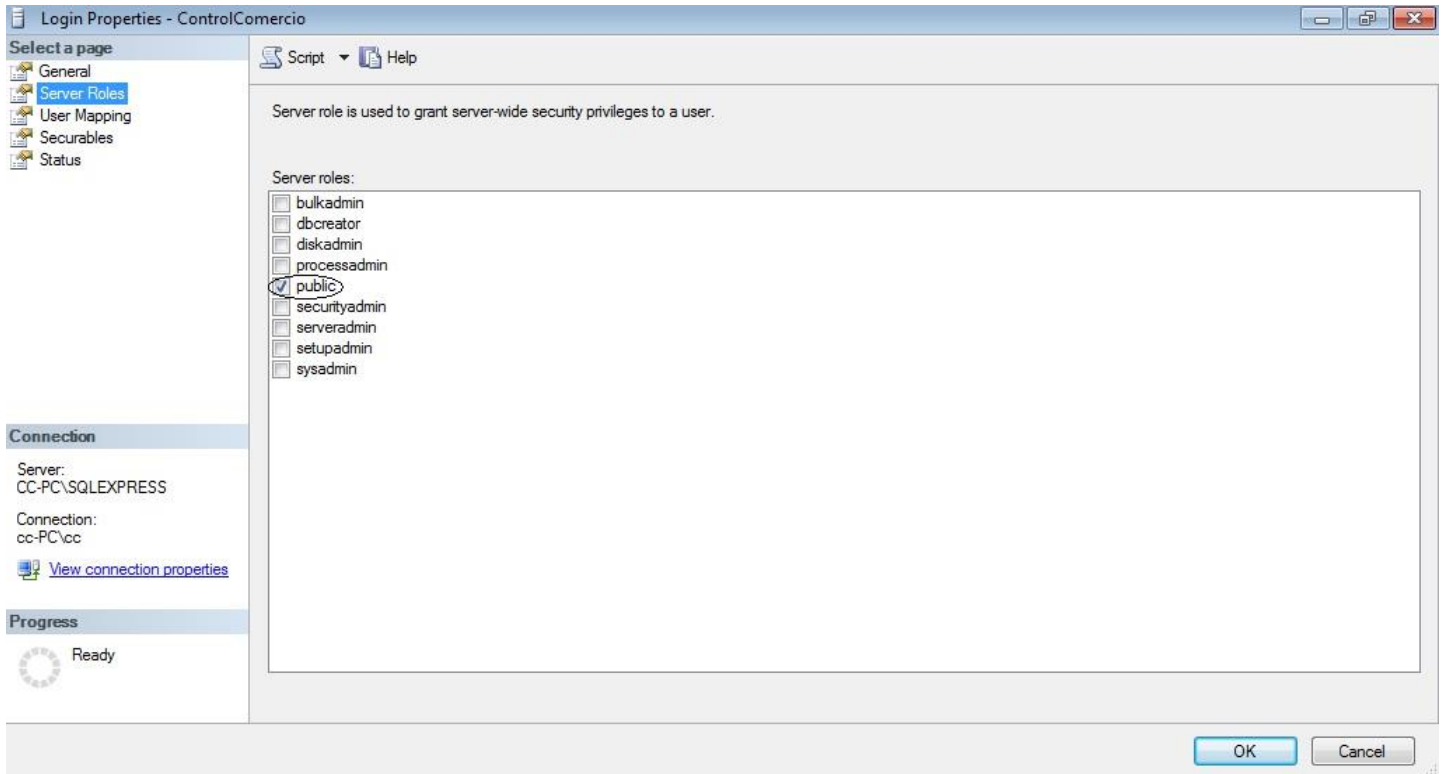 Login Properties - ControlComercio
Select a page
General
Server Roles
User Mapping
Securables
Status
Script
Help
Server role is used to grant server-wide security privileges to a user.
Server roles:
bulkadmin
dbcreator
diskadmin
processadmin
public
securityadmin
serveradmin
setupadmin
sysadmin
Connection
Server:
CC-PC\SQLEXPRESS
Connection:
cc-PC\cc
View connection properties
Progress
Ready
OK
Cancel